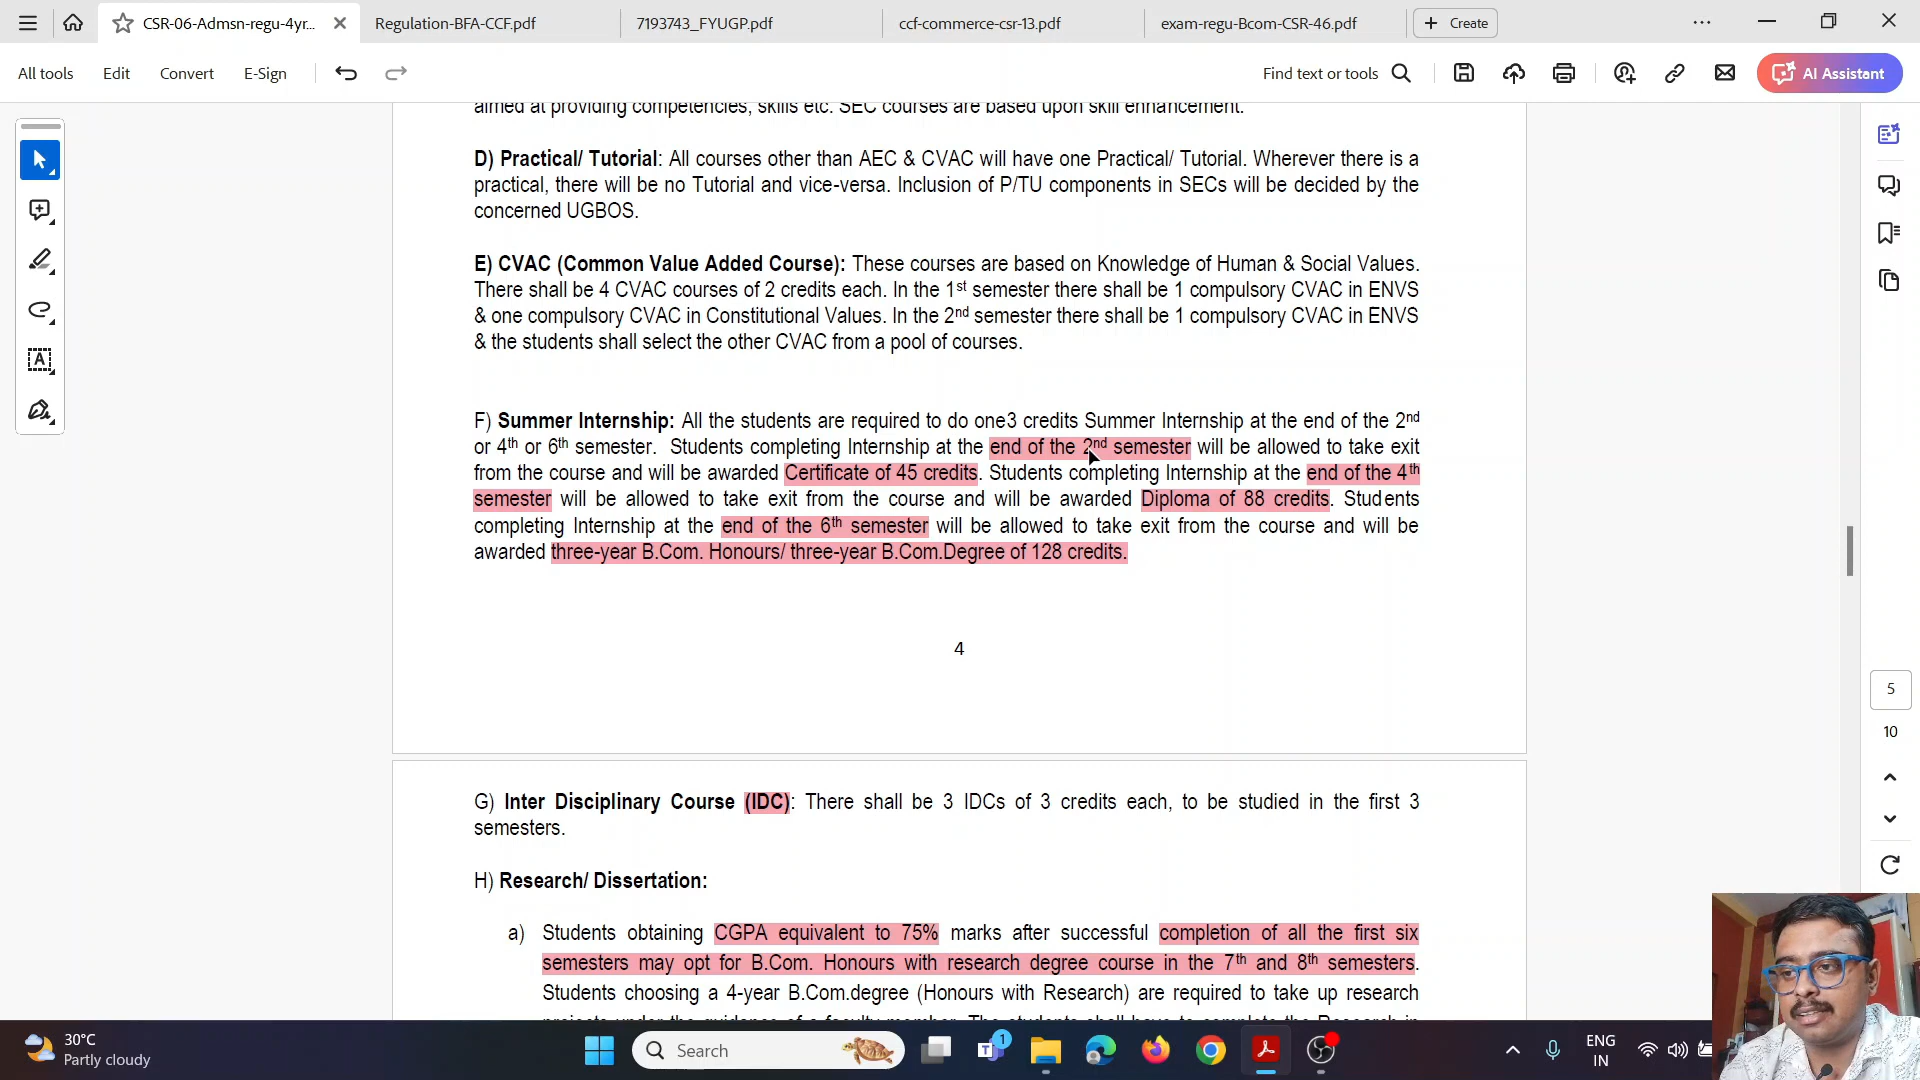 CSR-06-Admsn-regu-4yr...
Regulation-BFA-CCF.pdf
7193743_FYUGP.pdf
ccf-commerce-csr-13.pdf
exam-regu-Bcom-CSR-46.pdf
Create
All tools
Edit
Convert
E-Sign
Find text or tools
AI Assistant
aimed at providing competencies, skills etc. SEC courses are based upon skill enhancement.
D) Practical/ Tutorial: All courses other than AEC & CVAC will have one Practical/ Tutorial. Wherever there is a
practical, there will be no Tutorial and vice-versa. Inclusion of P/TU components in SECs will be decided by the
concerned UGBOS.
E) CVAC (Common Value Added Course): These courses are based on Knowledge of Human & Social Values.
There shall be 4 CVAC courses of 2 credits each. In the 1st semester there shall be 1 compulsory CVAC in ENVS
& one compulsory CVAC in Constitutional Values. In the 2nd semester there shall be 1 compulsory CVAC in ENVS
& the students shall select the other CVAC from a pool of courses.
F) Summer Internship: All the students are required to do one3 credits Summer Internship at the end of the 2nd
or 4th or 6th semester. Students completing Internship at the end of the 2nd semester will be allowed to take exit
from the course and will be awarded Certificate of 45 credits. Students completing Internship at the end of the 4th
semester will be allowed to take exit from the course and will be awarded Diploma of 88 credits. Students
completing Internship at the end of the 6th semester will be allowed to take exit from the course and will be
awarded three-year B.Com. Honours/ three-year B.Com.Degree of 128 credits.
4
G) Inter Disciplinary Course (IDC): There shall be 3 IDCs of 3 credits each, to be studied in the first 3
semesters.
H) Research/ Dissertation:
a) Students obtaining CGPA equivalent to 75% marks after successful completion of all the first six
semesters may opt for B.Com. Honours with research degree course in the 7th and 8th semesters.
Students choosing a 4-year B.Com.degree (Honours with Research) are required to take up research
projects under the guidance of a faculty member. The students shall have to complete the Research in
5
10
30°C
Partly cloudy
Search
1
ENG
IN